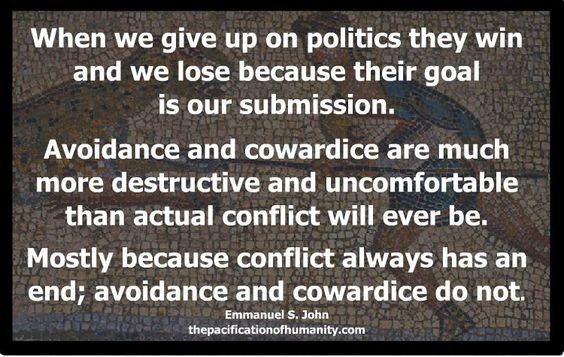 When we give up on politics they win
and we lose because their goal
is our submission.
Avoidance and cowardice are much
more destructive and uncomfortable
than actual conflict will ever be.
Mostly because conflict always has an
end; avoidance and cowardice do not.
Emmanuel S. John
thepacificationofhumanity.com